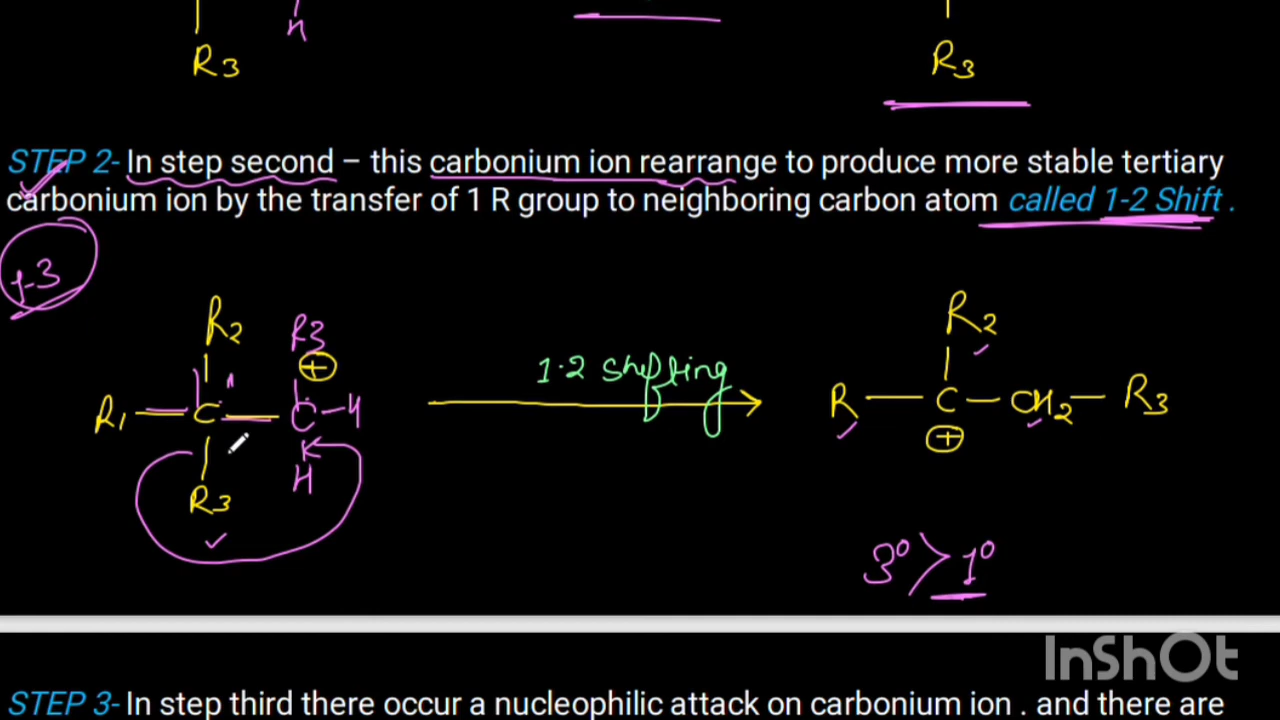 H
R3
R3
STEP 2- In step second – this carbonium ion rearrange to produce more stable tertiary
carbonium ion by the transfer of 1 R group to neighboring carbon atom called 1-2 Shift .
1-3
R2 R3 R2
⊕
1·2 Shifting
R1 C C-H R — C — CH2 — R3
⊕
H
R3
3° > 1°
InShOt
STEP 3- In step third there occur a nucleophilic attack on carbonium ion . and there are